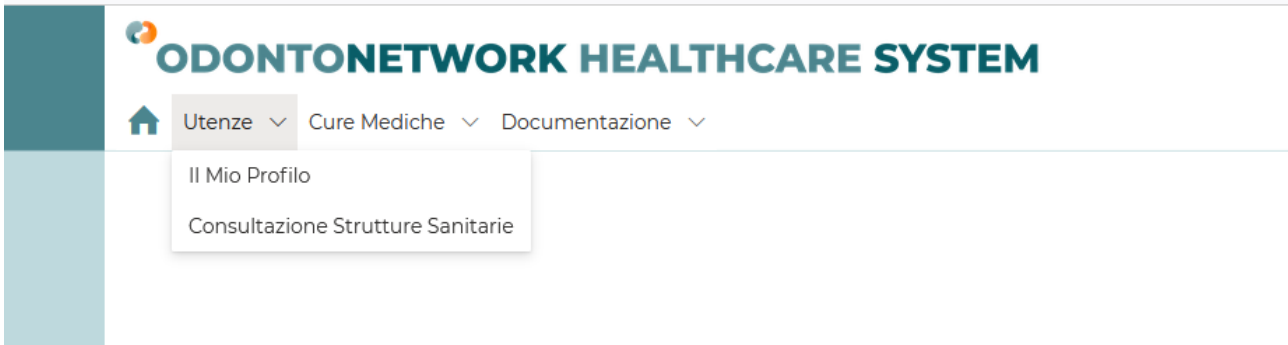 ODONTONETWORK HEALTHCARE SYSTEM
Utenze Cure Mediche Documentazione
Il Mio Profilo
Consultazione Strutture Sanitarie